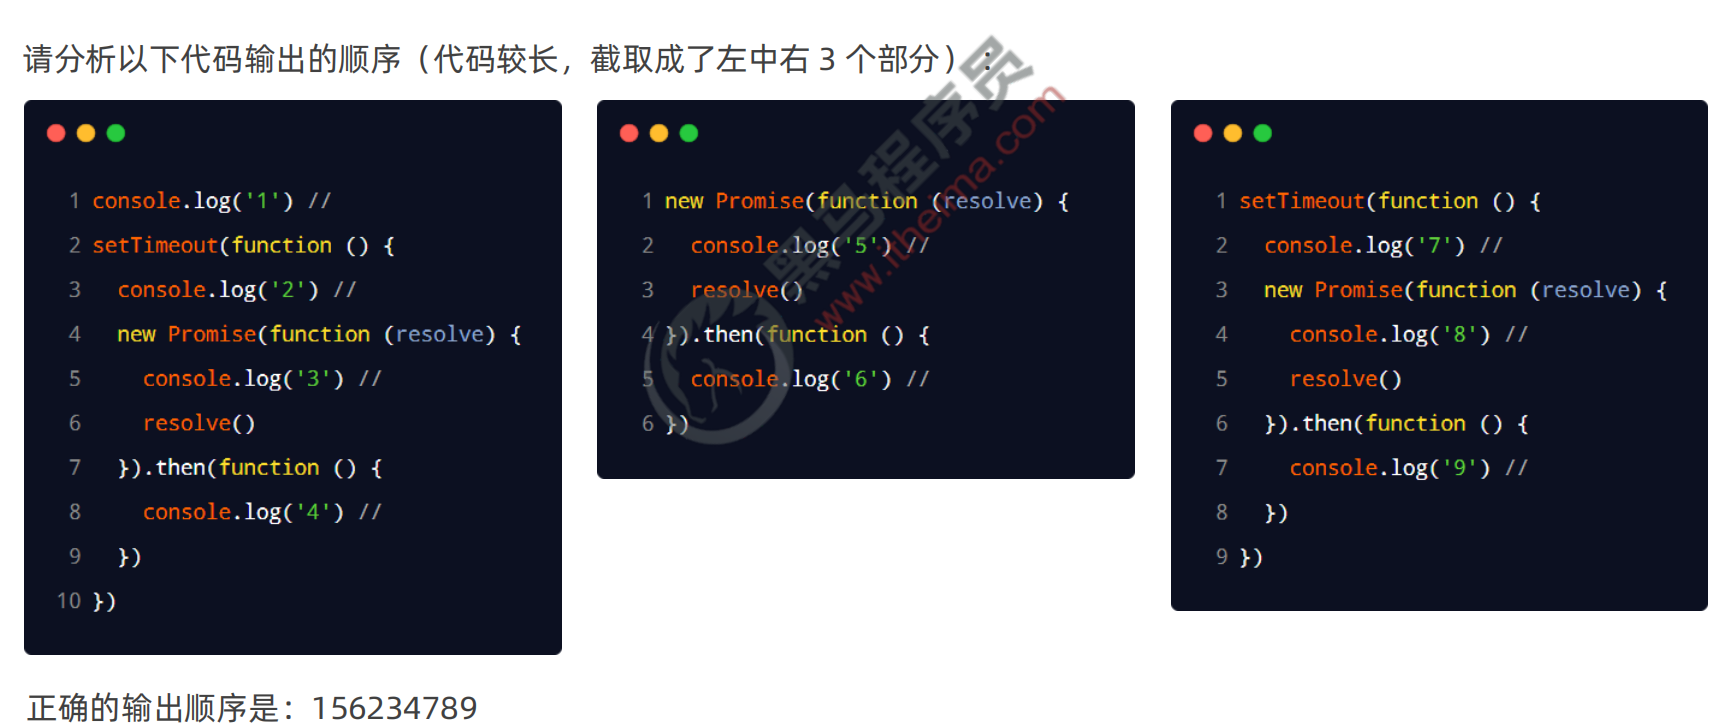 请分析以下代码输出的顺序（代码较长，截取成了左中右 3 个部分）：
1 console.log('1') //
2 setTimeout(function () {
3   console.log('2') //
4   new Promise(function (resolve) {
5     console.log('3') //
6     resolve()
7   }).then(function () {
8     console.log('4') //
9   })
10 })
1 new Promise(function (resolve) {
2   console.log('5') //
3   resolve()
4 }).then(function () {
5   console.log('6') //
6 })
1 setTimeout(function () {
2   console.log('7') //
3   new Promise(function (resolve) {
4     console.log('8') //
5     resolve()
6   }).then(function () {
7     console.log('9') //
8   })
9 })
黑马程序员
www.itheima.com
正确的输出顺序是：156234789